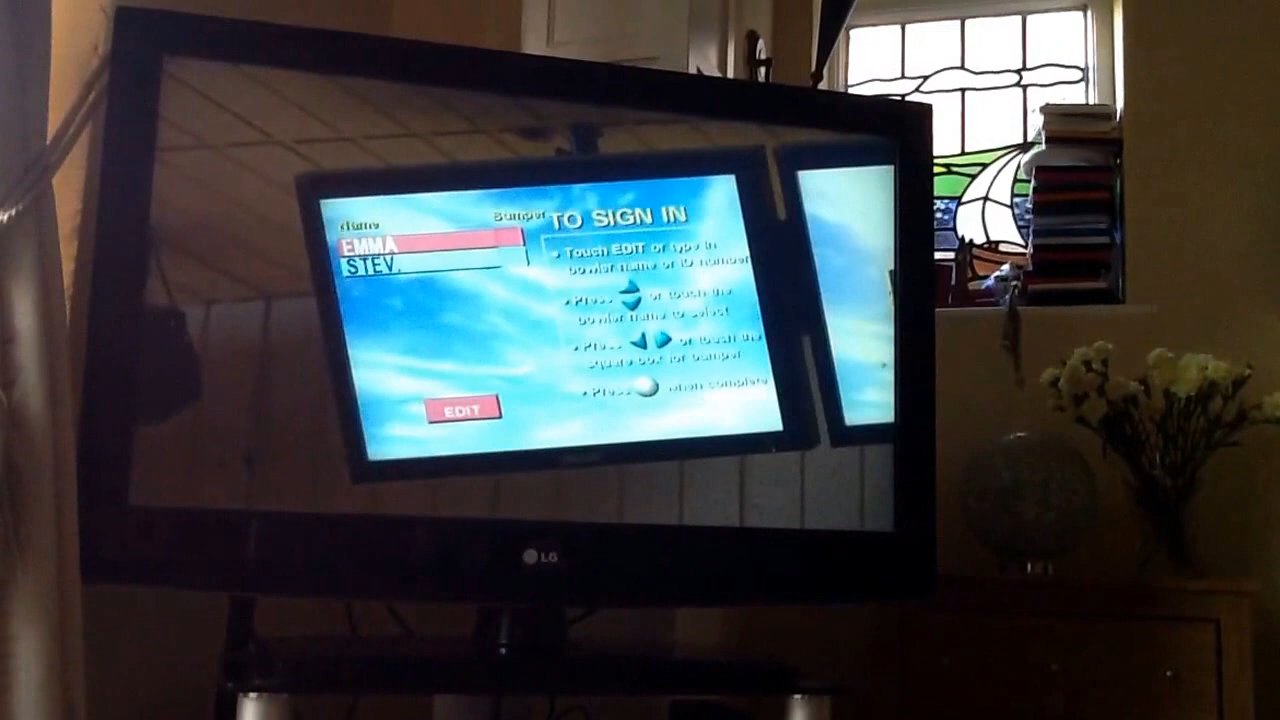 Name
Bumper
TO SIGN IN
EMMA
STEV.
• Touch EDIT or type in
bowler name or ID number
• Press or touch the
bowler name to select
• Press or touch the
square box for bumper
• Press when complete
EDIT
LG